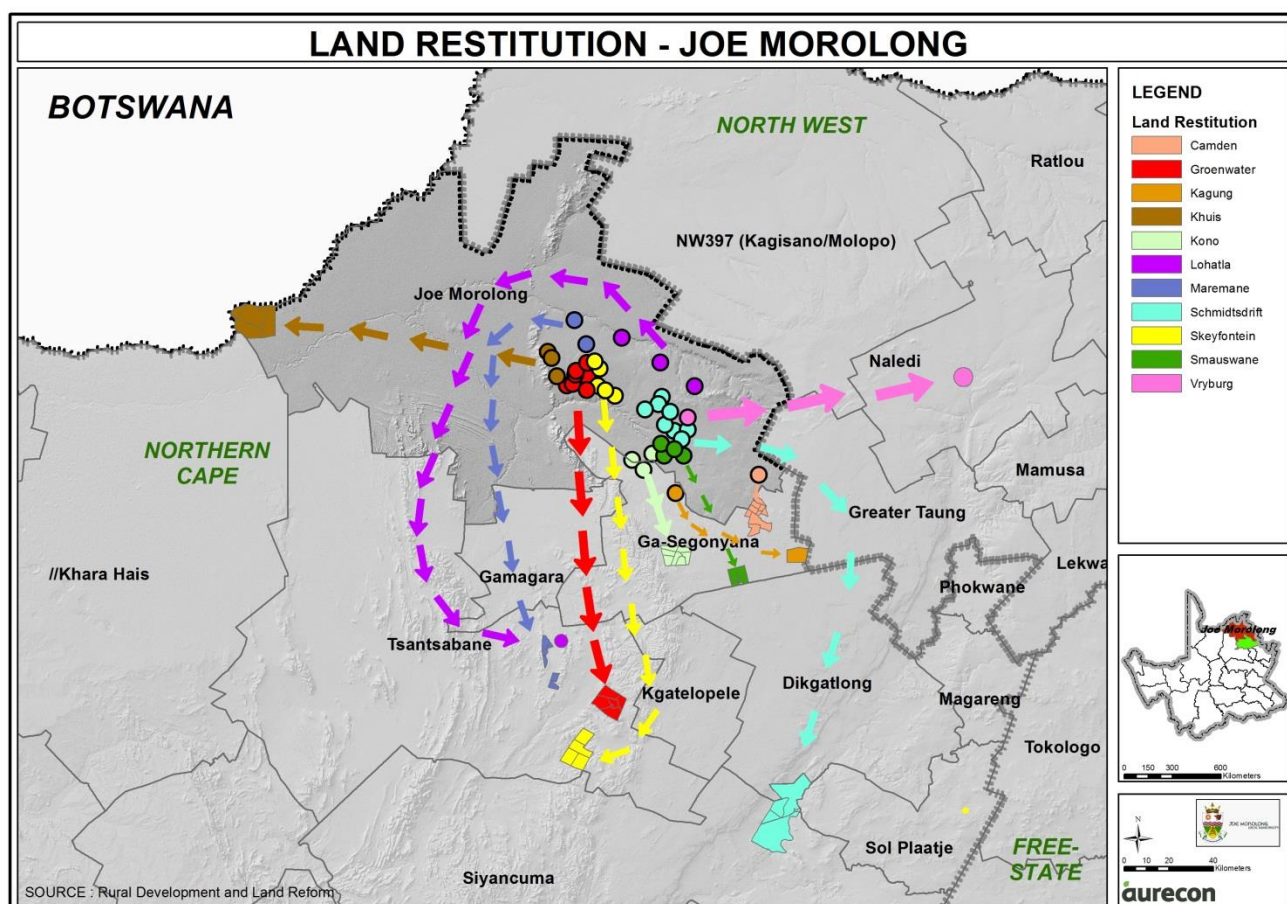 LAND RESTITUTION - JOE MOROLONG
BOTSWANA
NORTH WEST
Ratlou
NW397 (Kagisano/Molopo)
Joe Morolong
Naledi
NORTHERN
CAPE
Mamusa
Greater Taung
Ga-Segonyana
//Khara Hais
Gamagara
Phokwane
Lekwa
Tsantsabane
Kgatelopele
Dikgatlong
Magareng
Tokologo
Sol Plaatje
FREE-
STATE
Siyancuma
SOURCE : Rural Development and Land Reform
LEGEND
Land Restitution
Camden
Groenwater
Kagung
Khuis
Kono
Lohatla
Maremane
Schmidtsdrift
Skeyfontein
Smauswane
Vryburg
Joe Morolong
0 150 300 600
Kilometers
N
JOE MOROLONG
0 10 20 40
Kilometers
aurecon